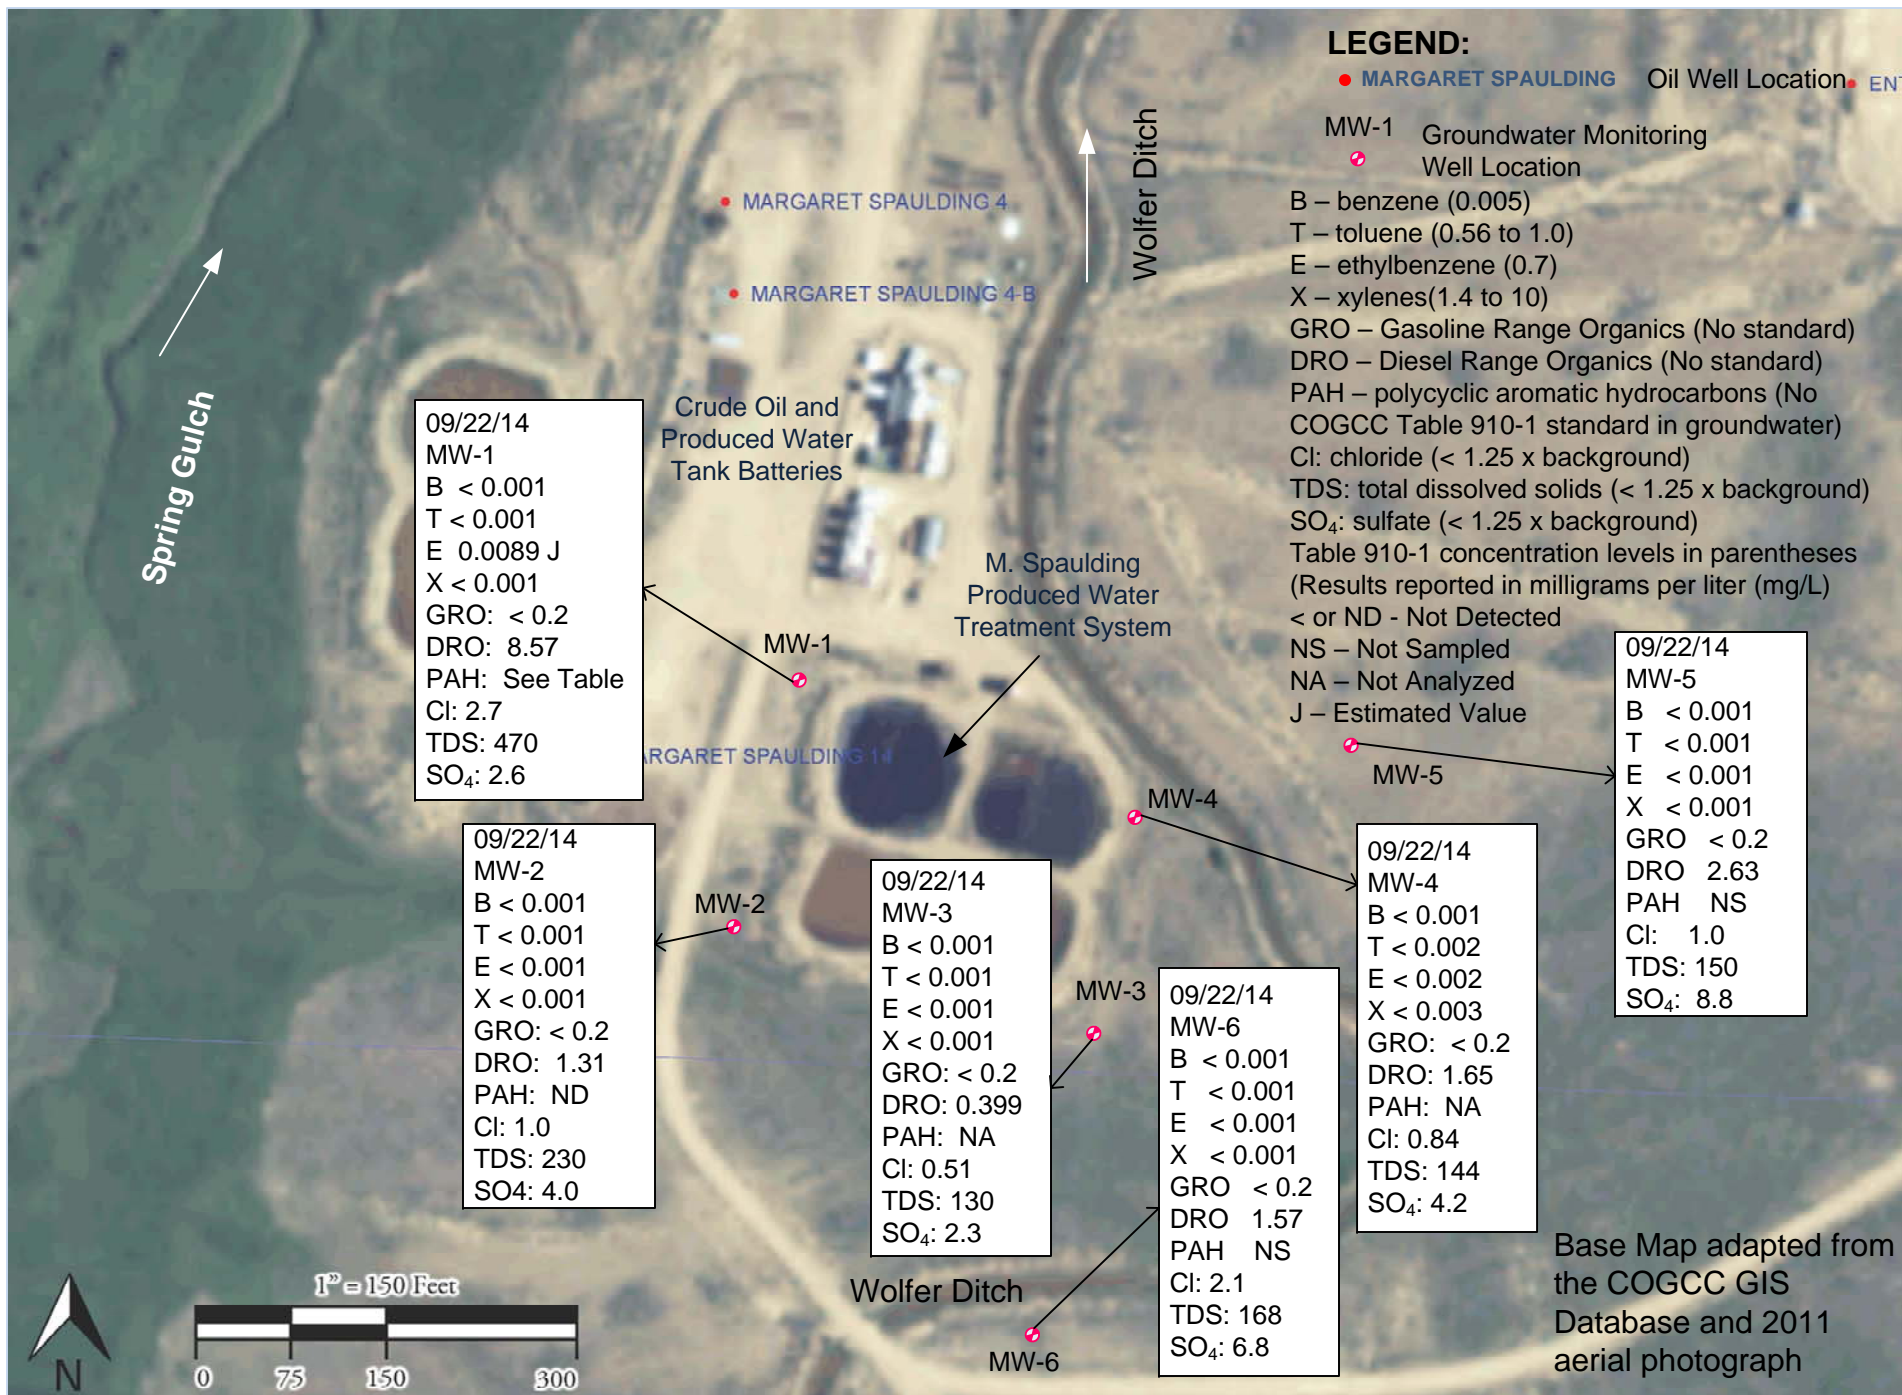 LEGEND:
MARGARET SPAULDING Oil Well Location
ENT
MW-1 Groundwater Monitoring
Well Location
B – benzene (0.005)
T – toluene (0.56 to 1.0)
E – ethylbenzene (0.7)
X – xylenes(1.4 to 10)
GRO – Gasoline Range Organics (No standard)
DRO – Diesel Range Organics (No standard)
PAH – polycyclic aromatic hydrocarbons (No
COGCC Table 910-1 standard in groundwater)
Cl: chloride (< 1.25 x background)
TDS: total dissolved solids (< 1.25 x background)
SO₄: sulfate (< 1.25 x background)
Table 910-1 concentration levels in parentheses
(Results reported in milligrams per liter (mg/L)
< or ND - Not Detected
NS – Not Sampled
NA – Not Analyzed
J – Estimated Value
Wolfer Ditch
MARGARET SPAULDING 4
MARGARET SPAULDING 4-B
Spring Gulch
Crude Oil and
Produced Water
Tank Batteries
M. Spaulding
Produced Water
Treatment System
09/22/14
MW-1
B < 0.001
T < 0.001
E 0.0089 J
X < 0.001
GRO: < 0.2
DRO: 8.57
PAH: See Table
Cl: 2.7
TDS: 470
SO₄: 2.6
MW-1
ARGARET SPAULDING 14
MW-5
09/22/14
MW-5
B < 0.001
T < 0.001
E < 0.001
X < 0.001
GRO < 0.2
DRO 2.63
PAH NS
Cl: 1.0
TDS: 150
SO₄: 8.8
MW-4
09/22/14
MW-4
B < 0.001
T < 0.002
E < 0.002
X < 0.003
GRO: < 0.2
DRO: 1.65
PAH: NA
Cl: 0.84
TDS: 144
SO₄: 4.2
09/22/14
MW-2
B < 0.001
T < 0.001
E < 0.001
X < 0.001
GRO: < 0.2
DRO: 1.31
PAH: ND
Cl: 1.0
TDS: 230
SO4: 4.0
MW-2
09/22/14
MW-3
B < 0.001
T < 0.001
E < 0.001
X < 0.001
GRO: < 0.2
DRO: 0.399
PAH: NA
Cl: 0.51
TDS: 130
SO₄: 2.3
MW-3
09/22/14
MW-6
B < 0.001
T < 0.001
E < 0.001
X < 0.001
GRO < 0.2
DRO 1.57
PAH NS
Cl: 2.1
TDS: 168
SO₄: 6.8
Wolfer Ditch
MW-6
Base Map adapted from
the COGCC GIS
Database and 2011
aerial photograph
1” = 150 Feet
0 75 150 300
N